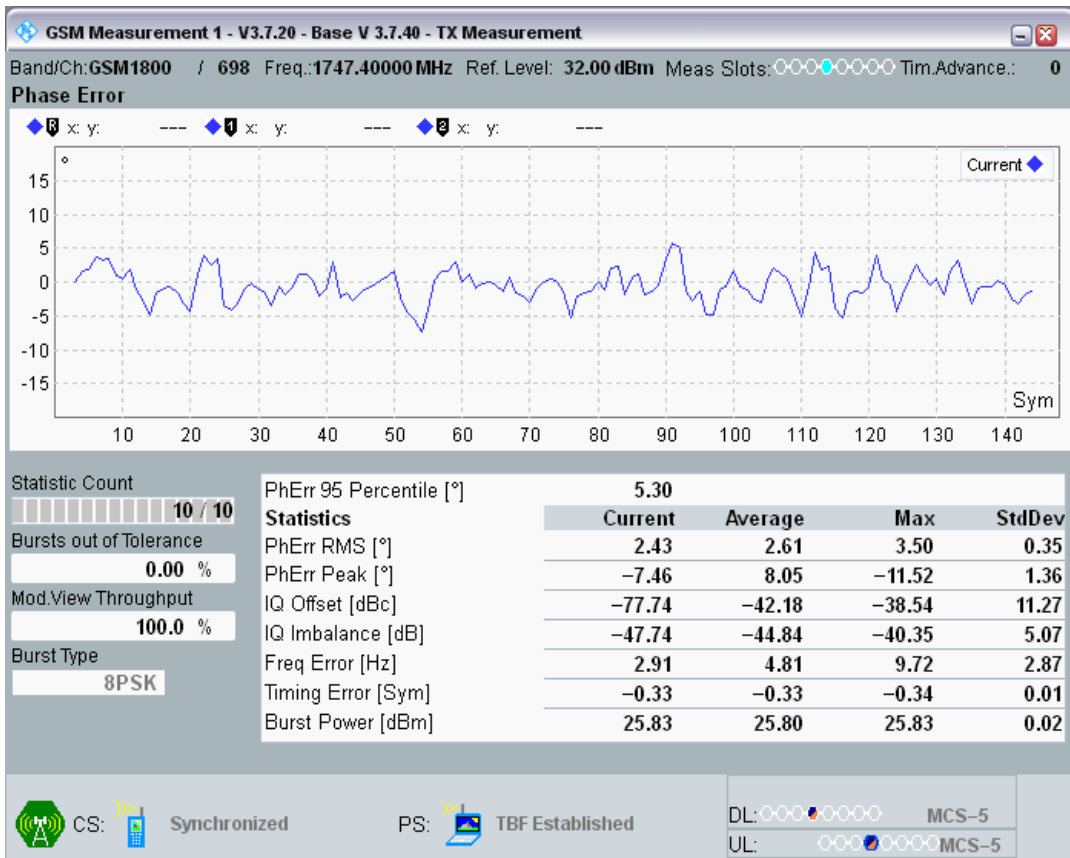 GSM Measurement 1 - V3.7.20 - Base V 3.7.40 - TX Measurement
Band/Ch:GSM1800 / 698 Freq.:1747.40000 MHz Ref. Level: 32.00 dBm Meas Slots: Tim.Advance.: 0
Phase Error
R x: y: --- 1 x: y: --- 2 x: y: ---
°
Current
15
10
5
0
-5
-10
-15
Sym
10 20 30 40 50 60 70 80 90 100 110 120 130 140
Statistic Count
10 / 10
Bursts out of Tolerance
0.00 %
Mod.View Throughput
100.0 %
Burst Type
8PSK
PhErr 95 Percentile [°] 5.30
Statistics Current Average Max StdDev
PhErr RMS [°] 2.43 2.61 3.50 0.35
PhErr Peak [°] −7.46 8.05 −11.52 1.36
IQ Offset [dBc] −77.74 −42.18 −38.54 11.27
IQ Imbalance [dB] −47.74 −44.84 −40.35 5.07
Freq Error [Hz] 2.91 4.81 9.72 2.87
Timing Error [Sym] −0.33 −0.33 −0.34 0.01
Burst Power [dBm] 25.83 25.80 25.83 0.02
CS: Synchronized PS: TBF Established
DL: MCS−5
UL: MCS−5